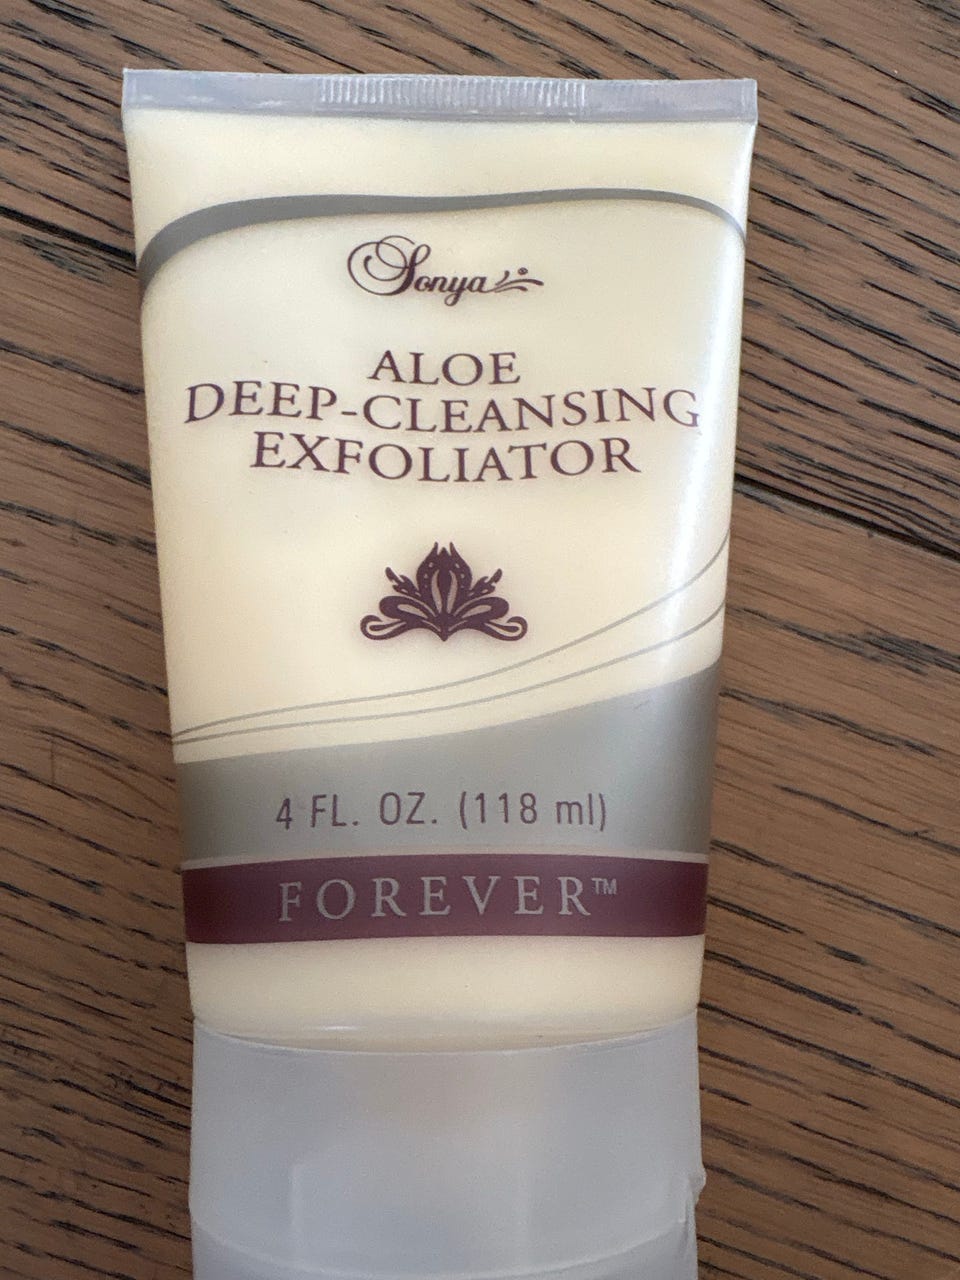 Sonya
ALOE
DEEP-CLEANSING
EXFOLIATOR
4 FL. OZ. (118 ml)
FOREVER™